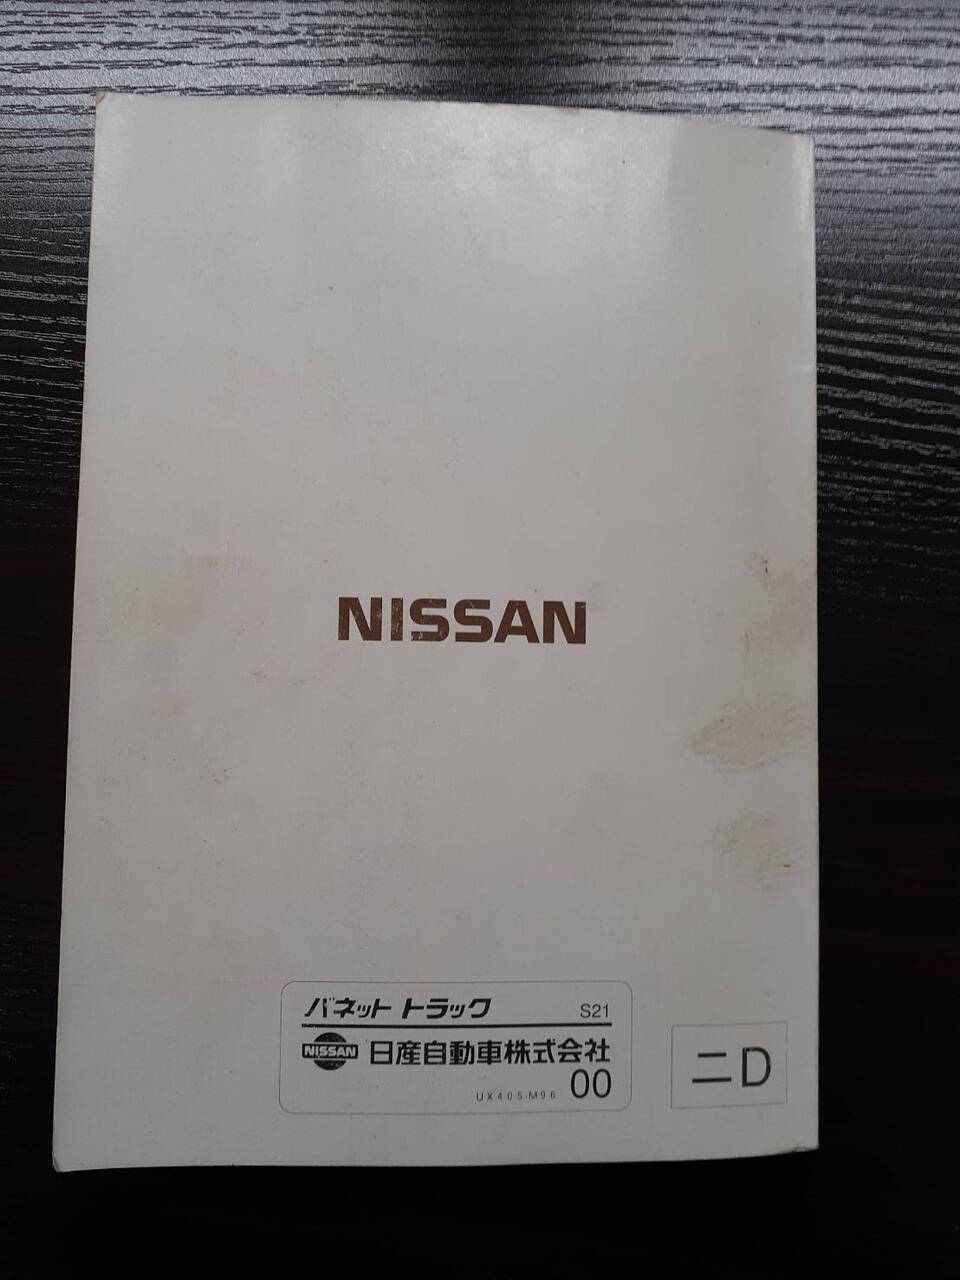 NISSAN
バネット トラック S21
NISSAN 日産自動車株式会社
UX405-M96 00
ニD